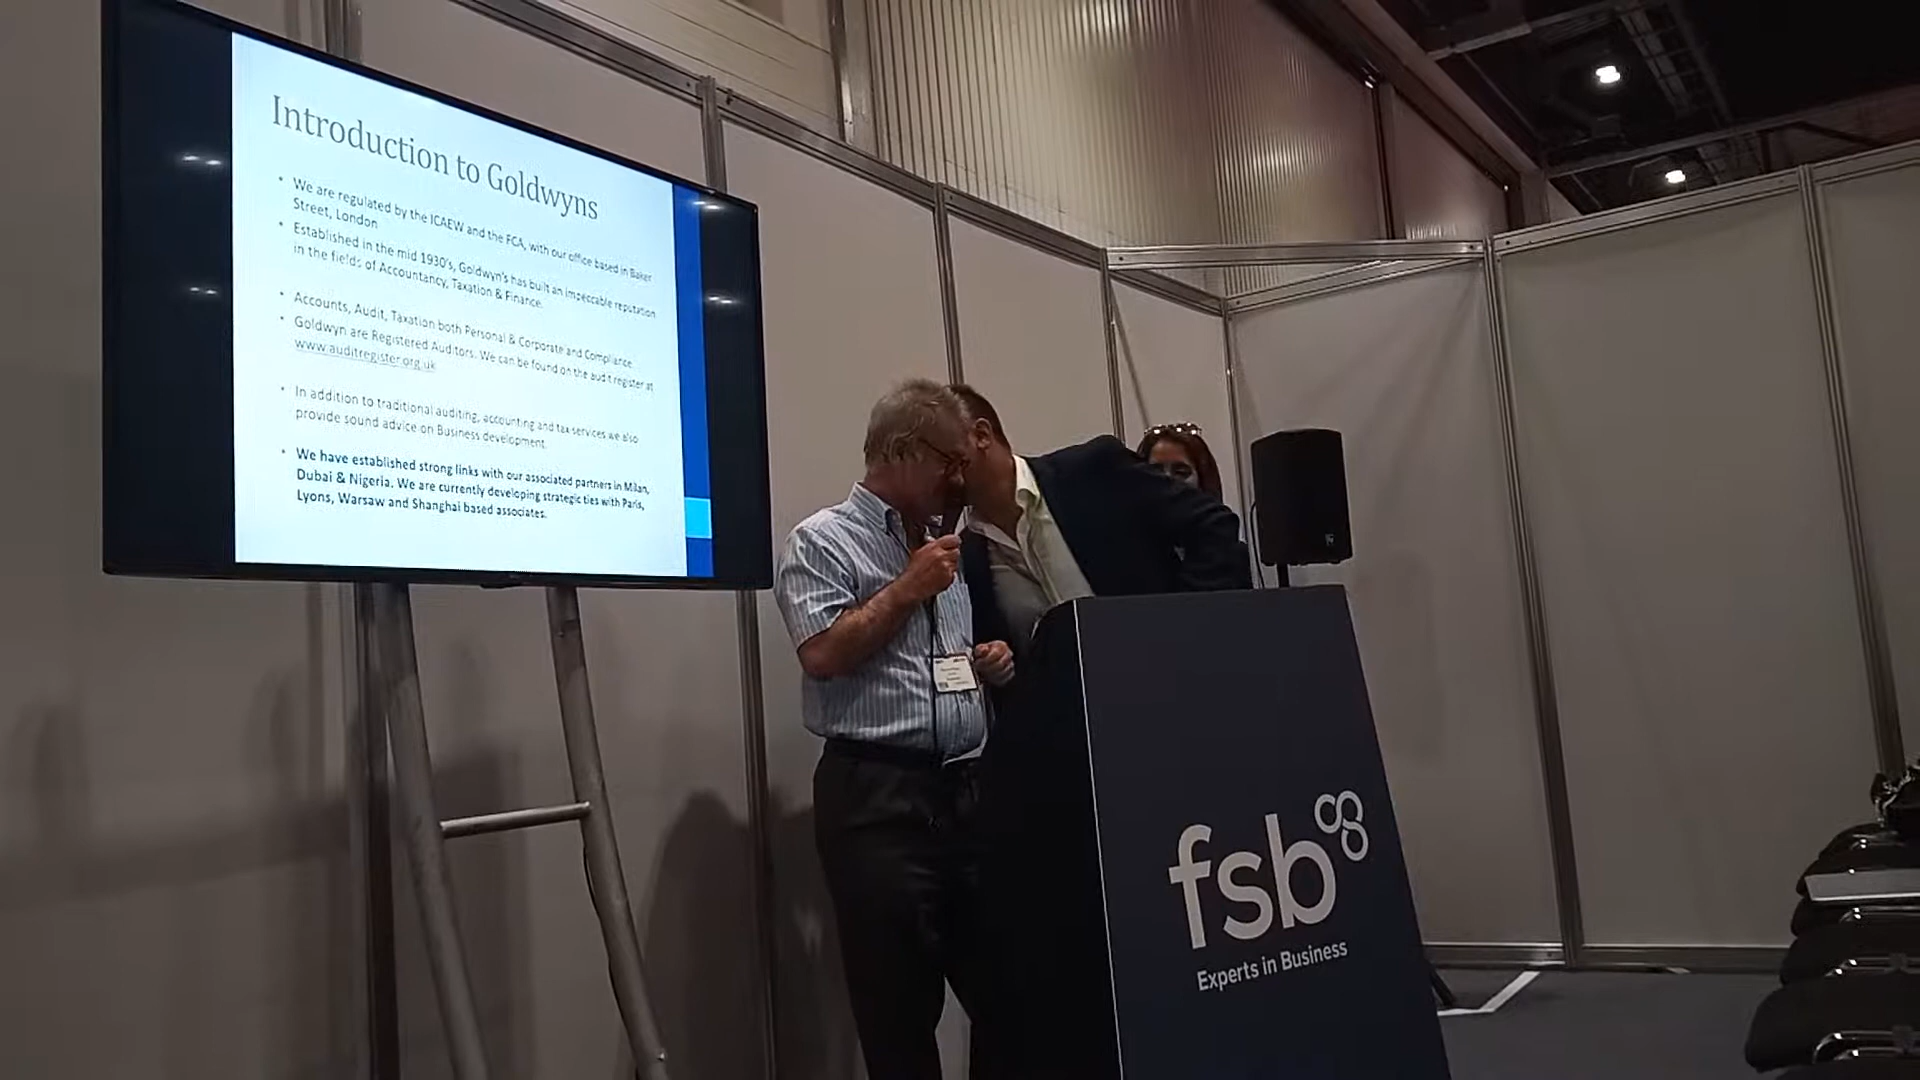 Introduction to Goldwyns
• We are regulated by the ICAEW and the FCA, with our office based in Baker
Street, London
• Established in the mid 1930's, Goldwyn's has built an impeccable reputation
in the fields of Accountancy, Taxation & Finance.
• Accounts, Audit, Taxation both Personal & Corporate and Compliance
• Goldwyn are Registered Auditors. We can be found on the audit register at
www.auditregister.org.uk
• In addition to traditional auditing, accounting and tax services we also
provide sound advice on Business development.
• We have established strong links with our associated partners in Milan,
Dubai & Nigeria. We are currently developing strategic ties with Paris,
Lyons, Warsaw and Shanghai based associates.
fsb
Experts in Business